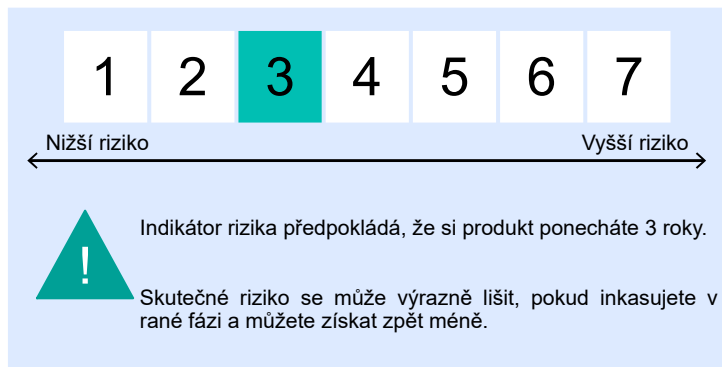 1 2 3 4 5 6 7
Nižší riziko Vyšší riziko
Indikátor rizika předpokládá, že si produkt ponecháte 3 roky.
!
Skutečné riziko se může výrazně lišit, pokud inkasujete v
rané fázi a můžete získat zpět méně.